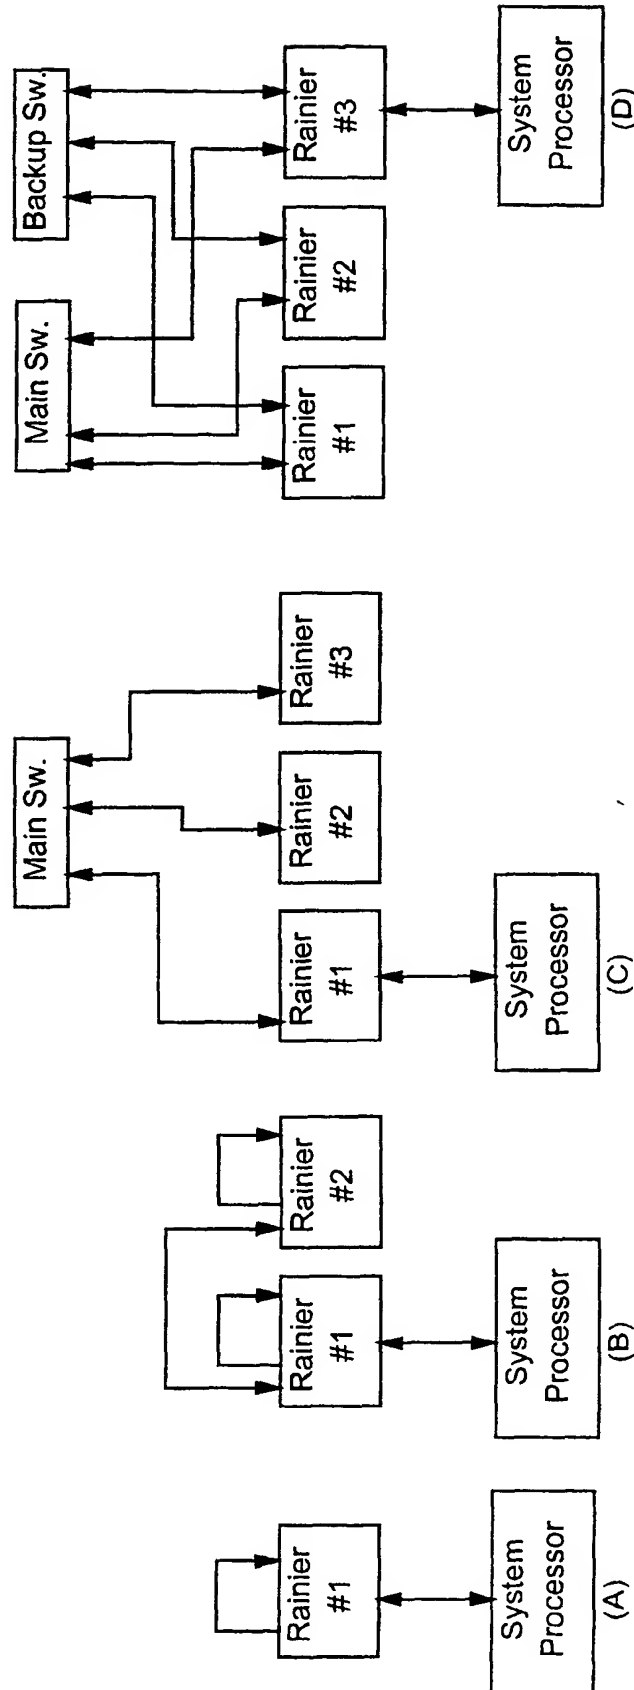 Rainier
#1
System
Processor
(A)
Rainier
#1
Rainier
#2
System
Processor
(B)
Main Sw.
Rainier
#1
Rainier
#2
Rainier
#3
System
Processor
(C)
Main Sw.
Backup Sw.
Rainier
#1
Rainier
#2
Rainier
#3
System
Processor
(D)